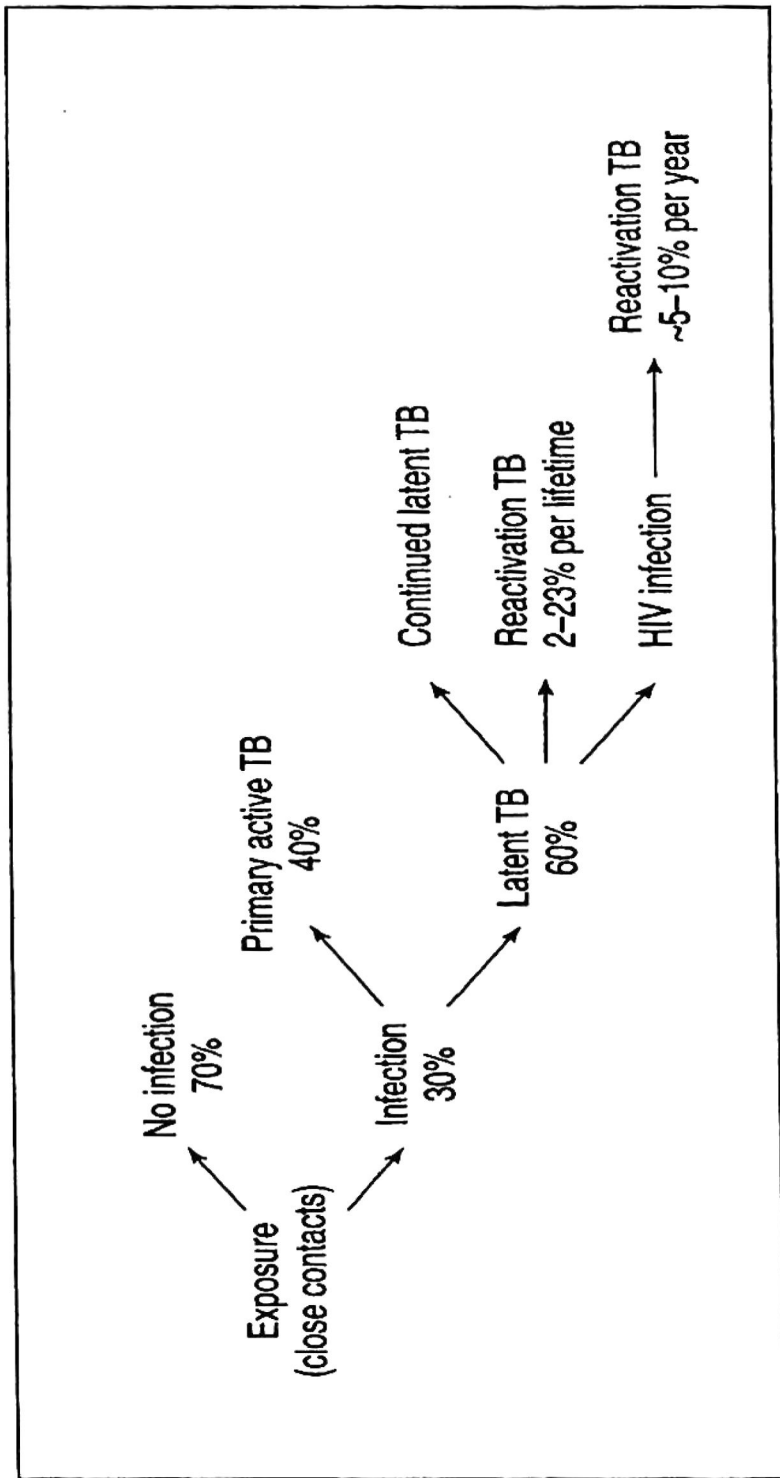 Exposure
(close contacts)
No infection
70%
Infection
30%
Primary active TB
40%
Latent TB
60%
Continued latent TB
Reactivation TB
2–23% per lifetime
HIV infection
Reactivation TB
~5–10% per year